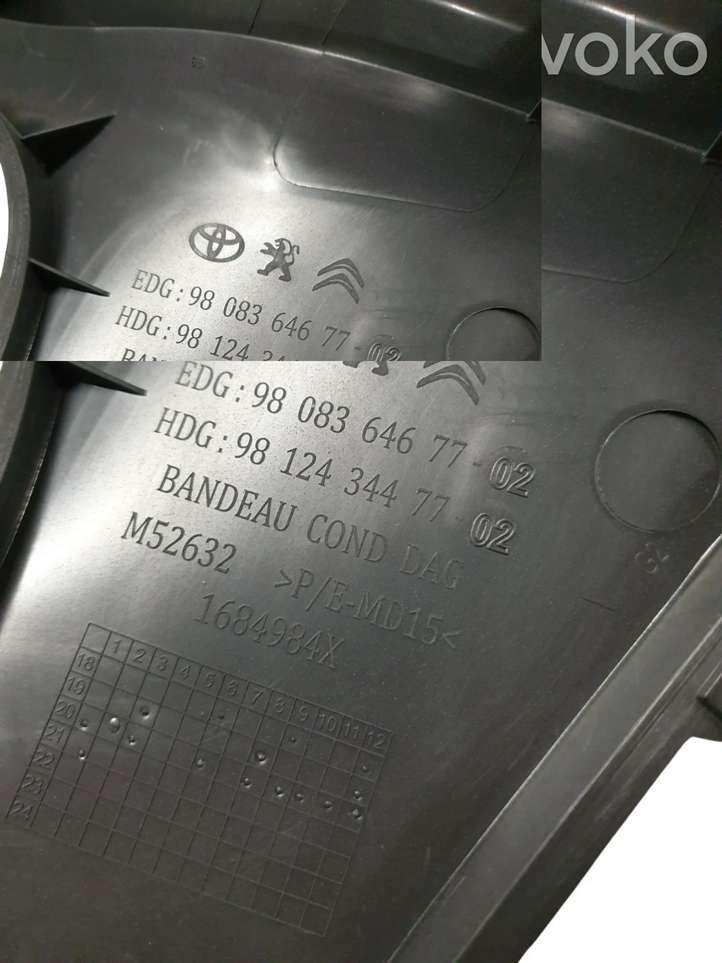 voko
EDG:98 083 646 77-02
HDG:98 124 344
EDG:98 083 646 77-02
HDG:98 124 344 77-02
BANDEAU COND DAG
M52632 >P/E-MD15<
1684984X
1 2 3 4 5 6 7 8 9 10 11 12
18
19
20
21
22
23
24